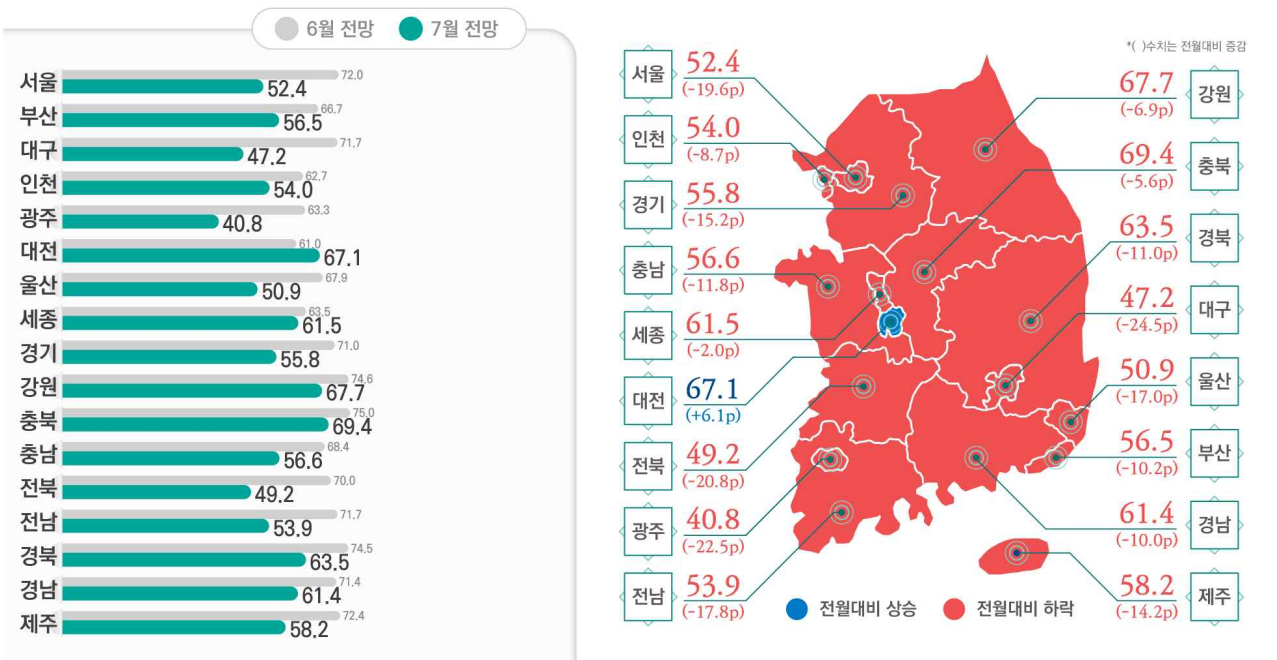 6월 전망 7월 전망
서울 72.0 52.4
부산 66.7 56.5
대구 71.7 47.2
인천 62.7 54.0
광주 63.3 40.8
대전 61.0 67.1
울산 67.9 50.9
세종 63.5 61.5
경기 71.0 55.8
강원 74.6 67.7
충북 75.0 69.4
충남 68.4 56.6
전북 70.0 49.2
전남 71.7 53.9
경북 74.5 63.5
경남 71.4 61.4
제주 72.4 58.2
*( )수치는 전월대비 증감
서울 52.4
(-19.6p)
인천 54.0
(-8.7p)
경기 55.8
(-15.2p)
충남 56.6
(-11.8p)
세종 61.5
(-2.0p)
대전 67.1
(+6.1p)
전북 49.2
(-20.8p)
광주 40.8
(-22.5p)
전남 53.9
(-17.8p)
67.7 강원
(-6.9p)
69.4 충북
(-5.6p)
63.5 경북
(-11.0p)
47.2 대구
(-24.5p)
50.9 울산
(-17.0p)
56.5 부산
(-10.2p)
61.4 경남
(-10.0p)
58.2 제주
(-14.2p)
전월대비 상승 전월대비 하락